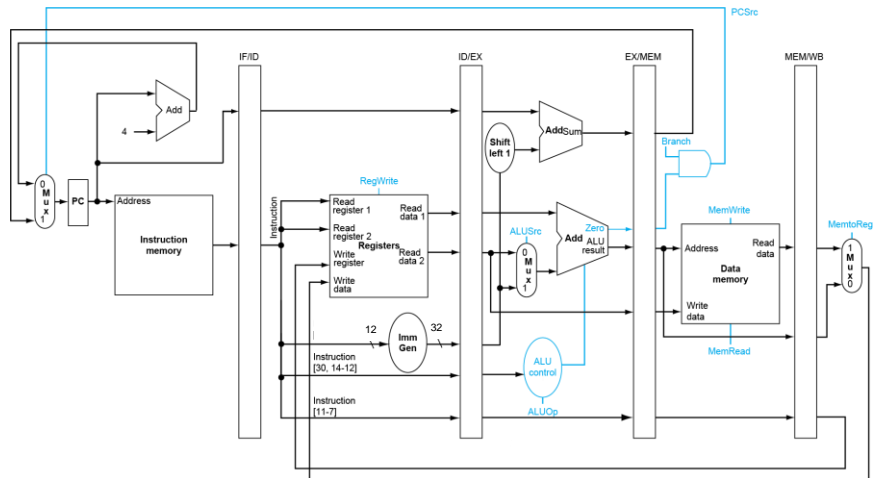 PCSrc
IF/ID
ID/EX
EX/MEM
MEM/WB
Add
4
Shift
left 1
AddSum
Branch
0
M
u
x
1
PC
Address
Instruction
memory
Instruction
RegWrite
Read
register 1
Read
register 2
Write
register
Write
data
Registers
Read
data 1
Read
data 2
ALUSrc
0
M
u
x
1
Add
Zero
ALU
result
MemWrite
Address
Read
data
Data
memory
Write
data
MemRead
MemtoReg
1
M
u
x
0
12
Imm
Gen
32
Instruction
[30, 14-12]
ALU
control
ALUOp
Instruction
[11-7]